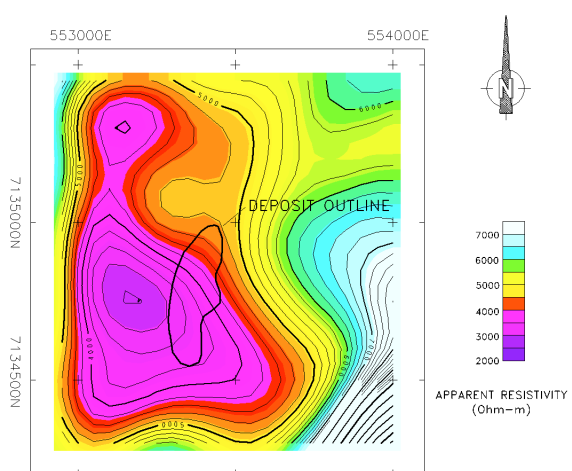 553000E 554000E
N
5000
6000
5000
7135000N
DEPOSIT OUTLINE
7000
6000
5000
4000
3000
2000
4000
7000
6000
7134500N
5000
APPARENT RESISTIVITY
(Ohm-m)